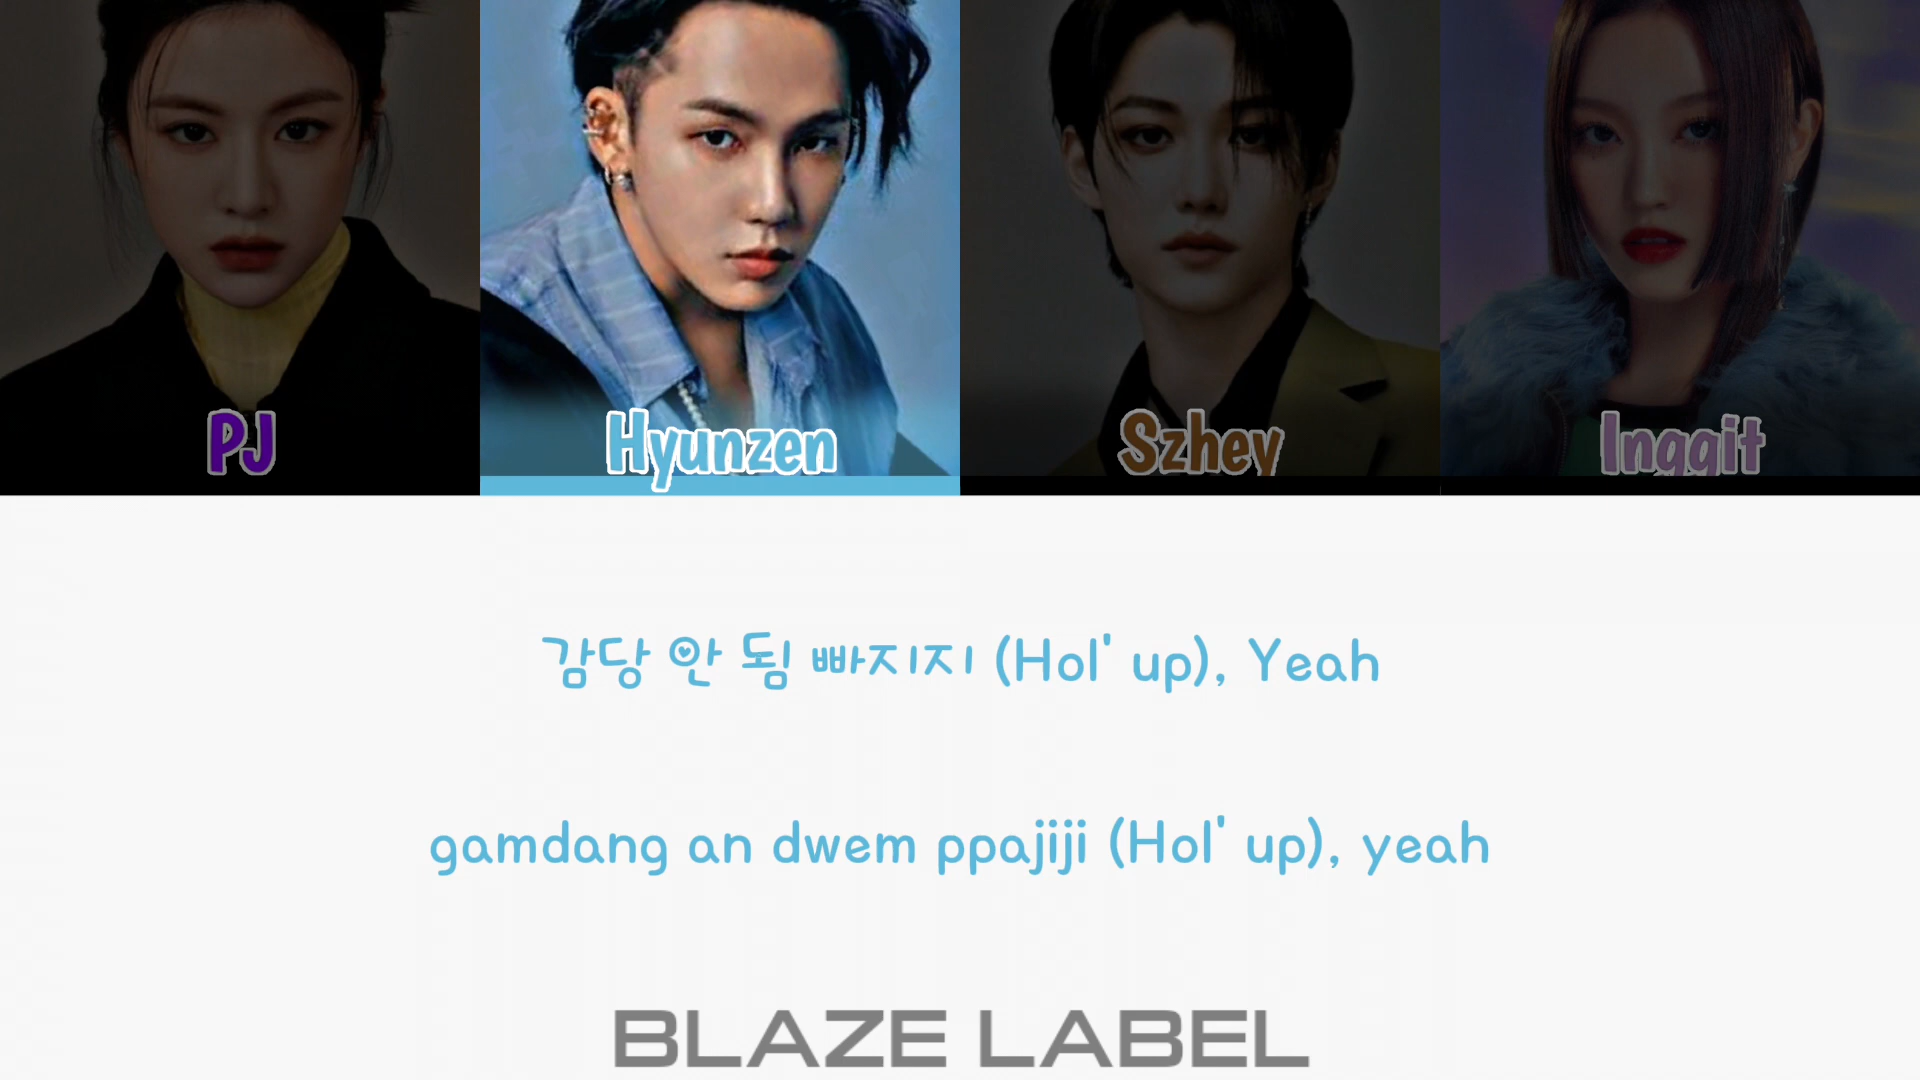 PJ
Hyunzen
Szhey
Inggit
감당 안 됨 빠지지 (Hol' up), Yeah
gamdang an dwem ppajiji (Hol' up), yeah
BLAZE LABEL